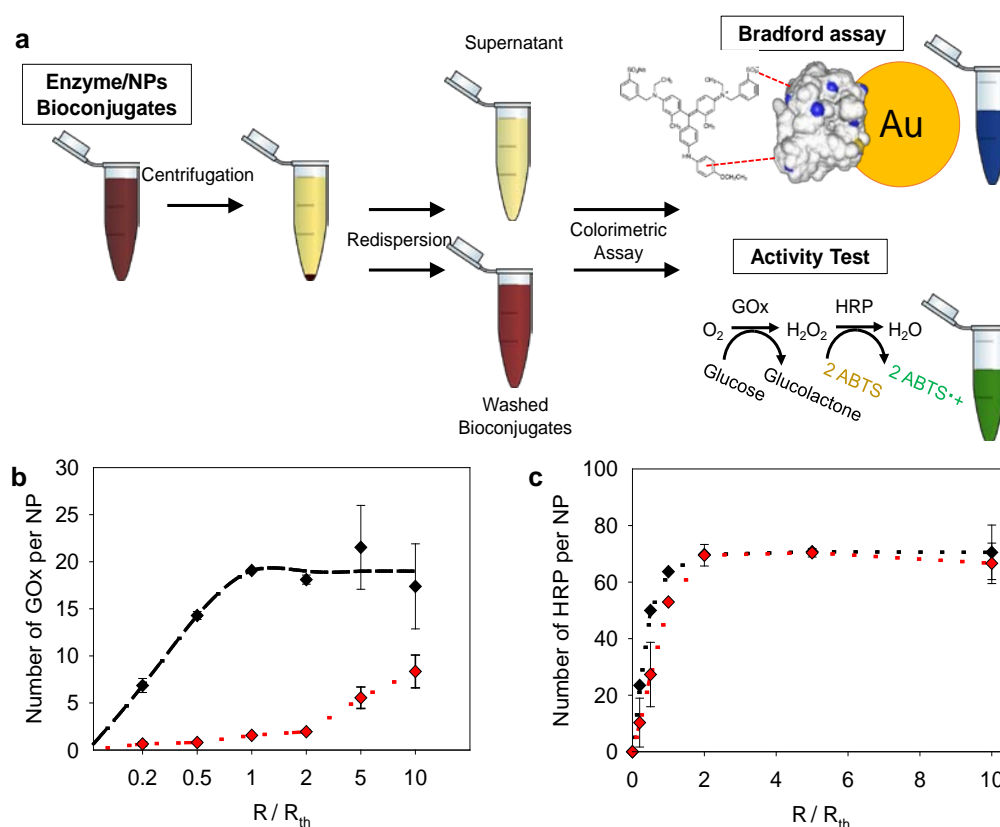 a
Enzyme/NPs
Bioconjugates
Centrifugation
Supernatant
Redispersion
Washed
Bioconjugates
Colorimetric
Assay
Bradford assay
Au
Activity Test
GOx HRP
O2 H2O2 H2O
Glucose Glucolactone 2 ABTS 2 ABTS·+
b
Number of GOx per NP
30
25
20
15
10
5
0
0.2 0.5 1 2 5 10
R / Rth
c
Number of HRP per NP
100
80
60
40
20
0
0 2 4 6 8 10
R / Rth